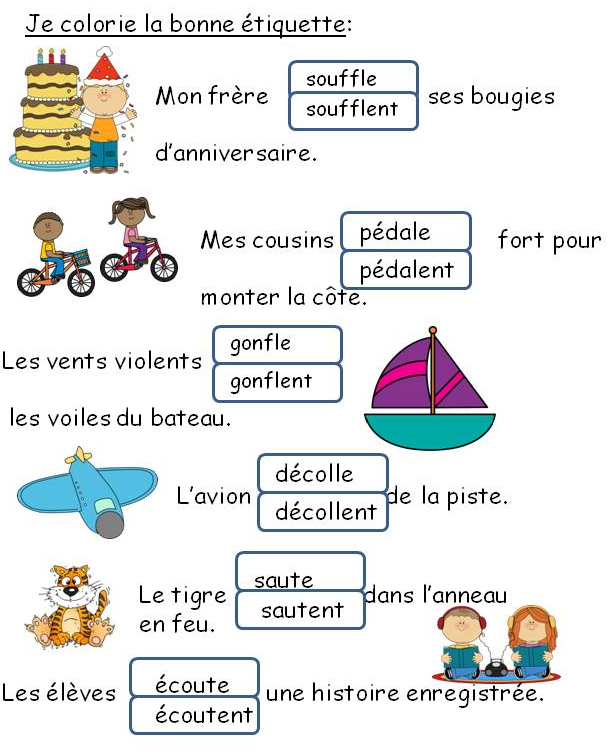 Je colorie la bonne étiquette:
souffle
Mon frère ses bougies
soufflent
d'anniversaire.
pédale
Mes cousins fort pour
pédalent
monter la côte.
gonfle
Les vents violents
gonflent
les voiles du bateau.
décolle
L'avion de la piste.
décollent
saute
Le tigre dans l'anneau
sautent
en feu.
écoute
Les élèves une histoire enregistrée.
écoutent